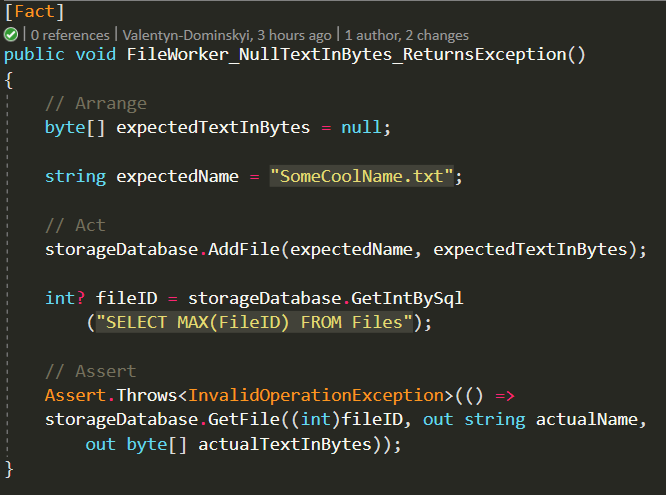 [Fact]
| 0 references | Valentyn-Dominskyi, 3 hours ago | 1 author, 2 changes
public void FileWorker_NullTextInBytes_ReturnsException()
{
    // Arrange
    byte[] expectedTextInBytes = null;
    string expectedName = "SomeCoolName.txt";
    // Act
    storageDatabase.AddFile(expectedName, expectedTextInBytes);
    int? fileID = storageDatabase.GetIntBySql
        ("SELECT MAX(FileID) FROM Files");
    // Assert
    Assert.Throws<InvalidOperationException>(() =>
    storageDatabase.GetFile((int)fileID, out string actualName,
        out byte[] actualTextInBytes));
}